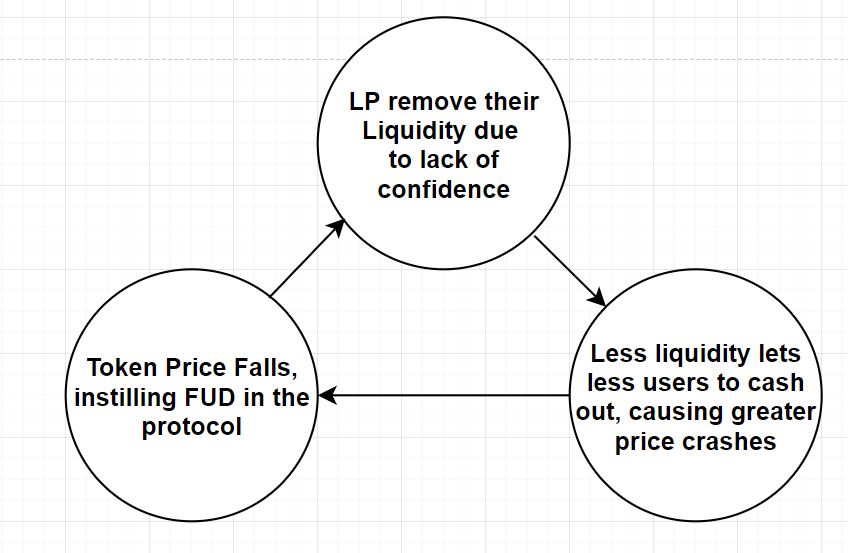 LP remove their
Liquidity due
to lack of
confidence
Token Price Falls,
instilling FUD in the
protocol
Less liquidity lets
less users to cash
out, causing greater
price crashes